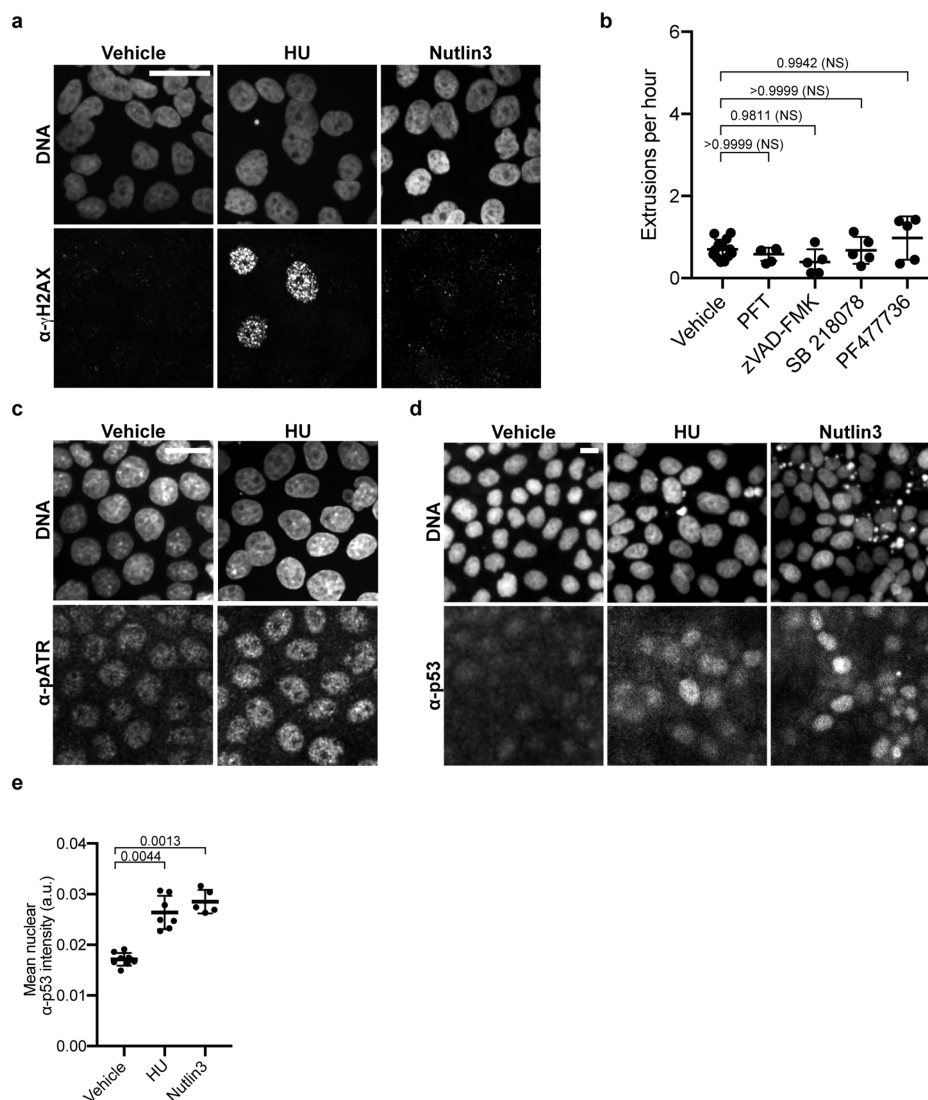 a
Vehicle
HU
Nutlin3
DNA
α-γH2AX
b
Extrusions per hour
6
4
2
0
0.9942 (NS)
>0.9999 (NS)
0.9811 (NS)
>0.9999 (NS)
Vehicle
PFT
zVAD-FMK
SB 218078
PF477736
c
Vehicle
HU
DNA
α-pATR
d
Vehicle
HU
Nutlin3
DNA
α-p53
e
Mean nuclear
α-p53 intensity (a.u.)
0.04
0.03
0.02
0.01
0.00
0.0013
0.0044
Vehicle
HU
Nutlin3